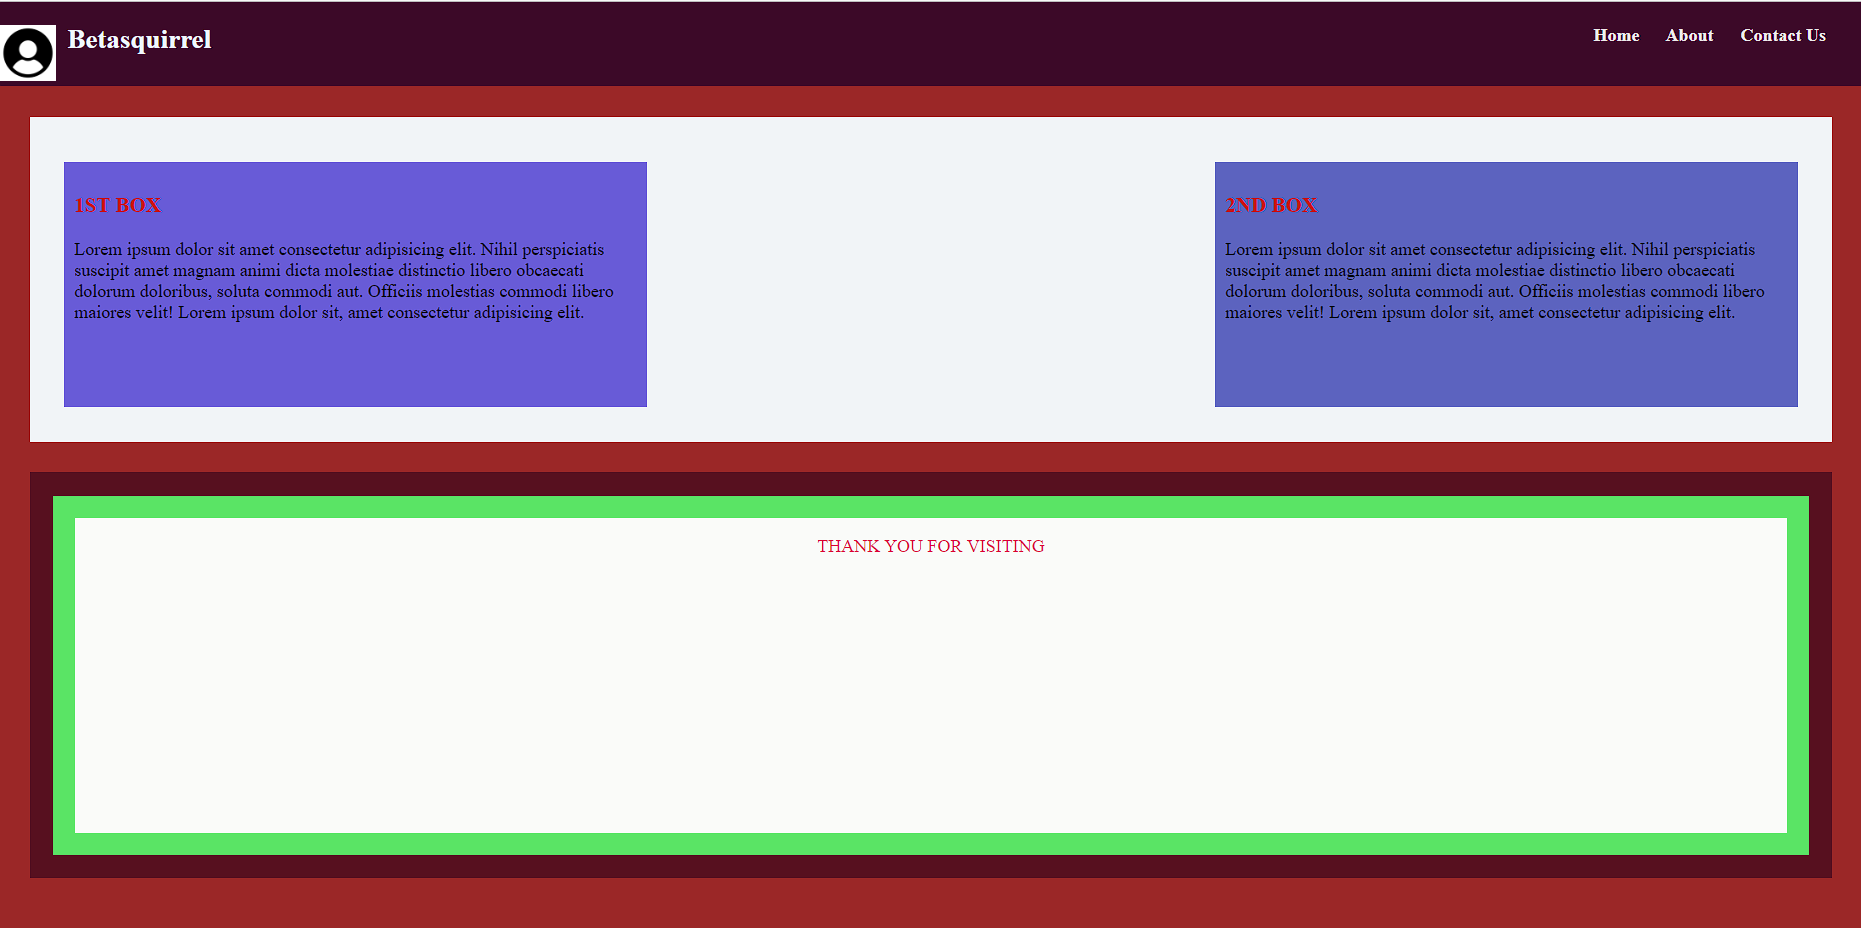 Betasquirrel
Home About Contact Us
1ST BOX
Lorem ipsum dolor sit amet consectetur adipisicing elit. Nihil perspiciatis
suscipit amet magnam animi dicta molestiae distinctio libero obcaecati
dolorum doloribus, soluta commodi aut. Officiis molestias commodi libero
maiores velit! Lorem ipsum dolor sit, amet consectetur adipisicing elit.
2ND BOX
Lorem ipsum dolor sit amet consectetur adipisicing elit. Nihil perspiciatis
suscipit amet magnam animi dicta molestiae distinctio libero obcaecati
dolorum doloribus, soluta commodi aut. Officiis molestias commodi libero
maiores velit! Lorem ipsum dolor sit, amet consectetur adipisicing elit.
THANK YOU FOR VISITING